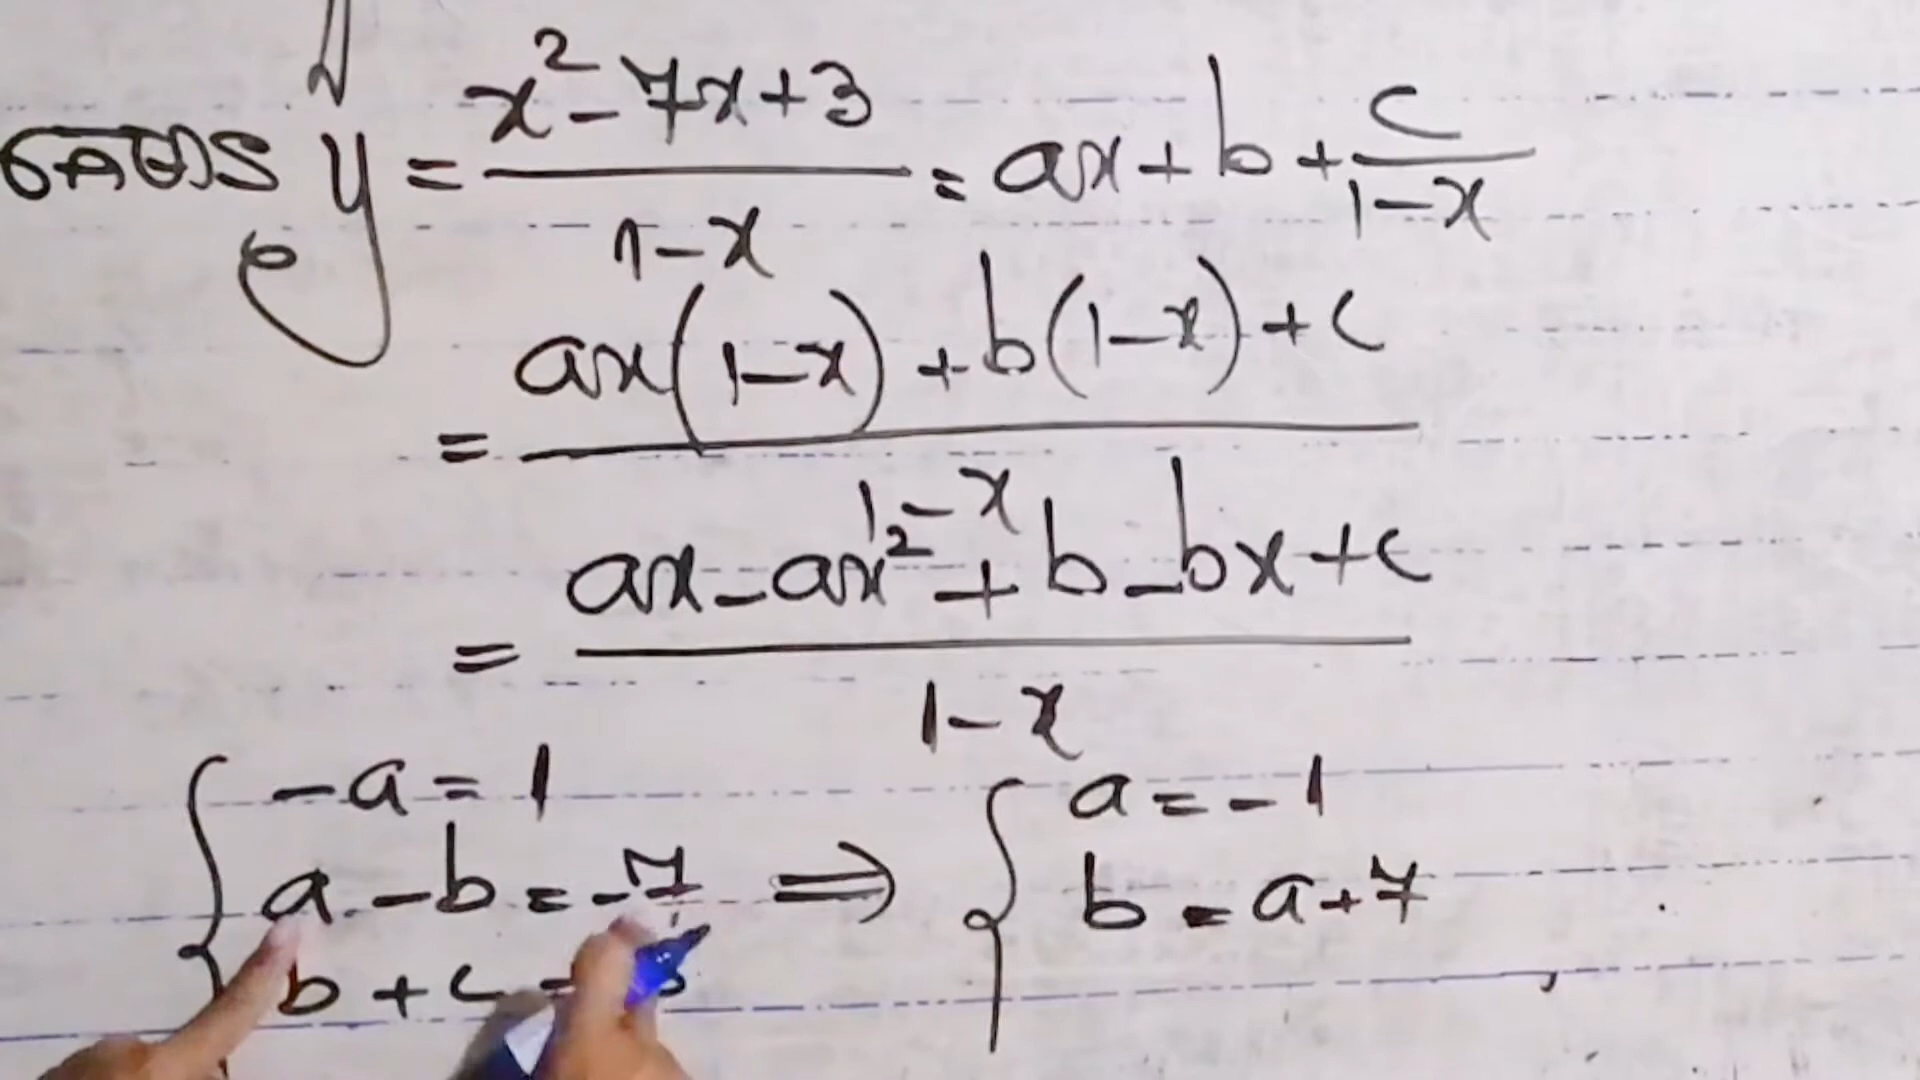 y = x² - 7x + 3 / 1 - x = ax + b + c / 1 - x
= ax(1 - x) + b(1 - x) + c / 1 - x
= ax - ax² + b - bx + c / 1 - x
{ -a = 1 { a = -1
a - b = -7 ⇒ b = a + 7
b + c =